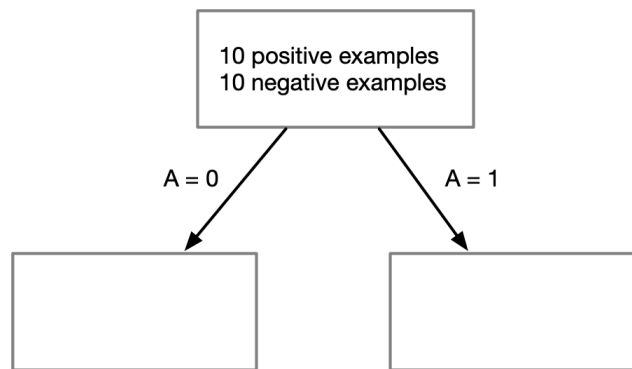 10 positive examples
10 negative examples
A = 0
A = 1